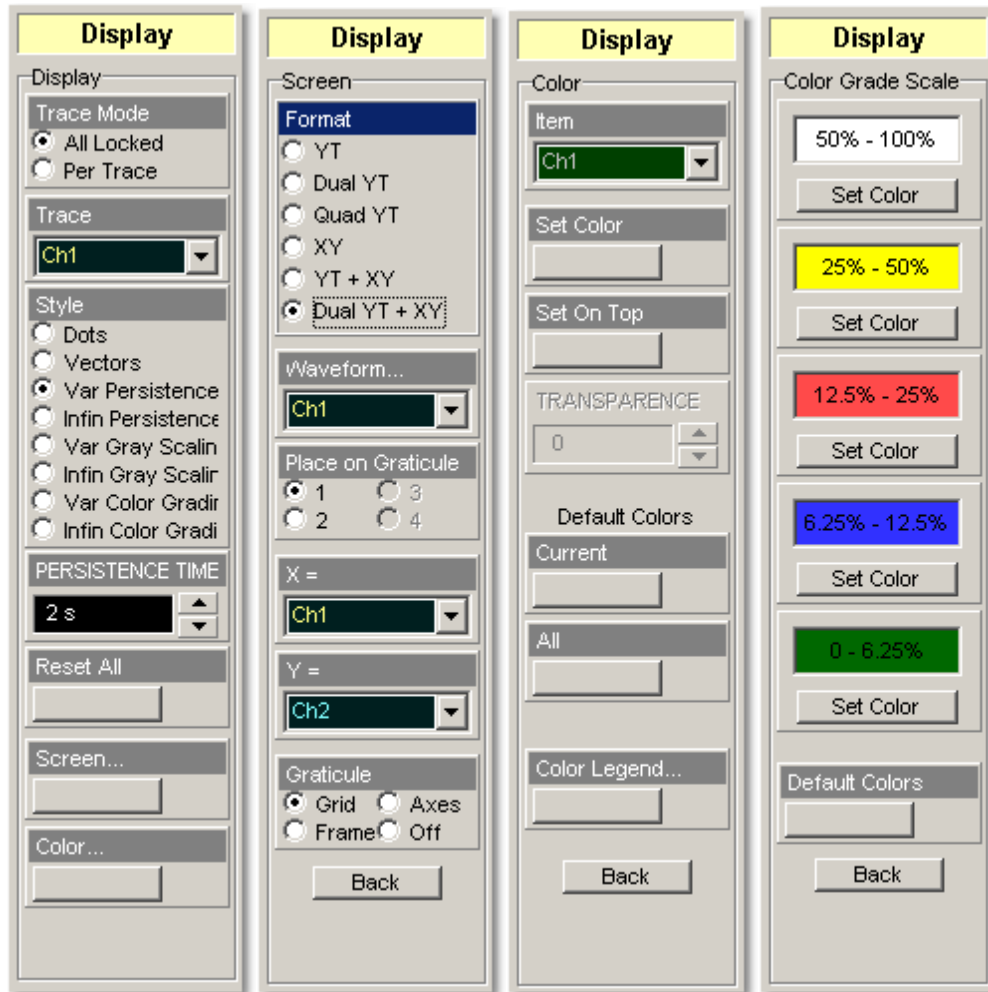 Display
Display
Trace Mode
All Locked
Per Trace
Trace
Ch1
Style
Dots
Vectors
Var Persistence
Infin Persistence
Var Gray Scalin
Infin Gray Scalin
Var Color Gradin
Infin Color Gradi
PERSISTENCE TIME
2 s
Reset All
Screen...
Color...
Display
Screen
Format
YT
Dual YT
Quad YT
XY
YT + XY
Dual YT + XY
Waveform...
Ch1
Place on Graticule
1 3
2 4
X =
Ch1
Y =
Ch2
Graticule
Grid Axes
Frame Off
Back
Display
Color
Item
Ch1
Set Color
Set On Top
TRANSPARENCE
0
Default Colors
Current
All
Color Legend...
Back
Display
Color Grade Scale
50% - 100%
Set Color
25% - 50%
Set Color
12.5% - 25%
Set Color
6.25% - 12.5%
Set Color
0 - 6.25%
Set Color
Default Colors
Back